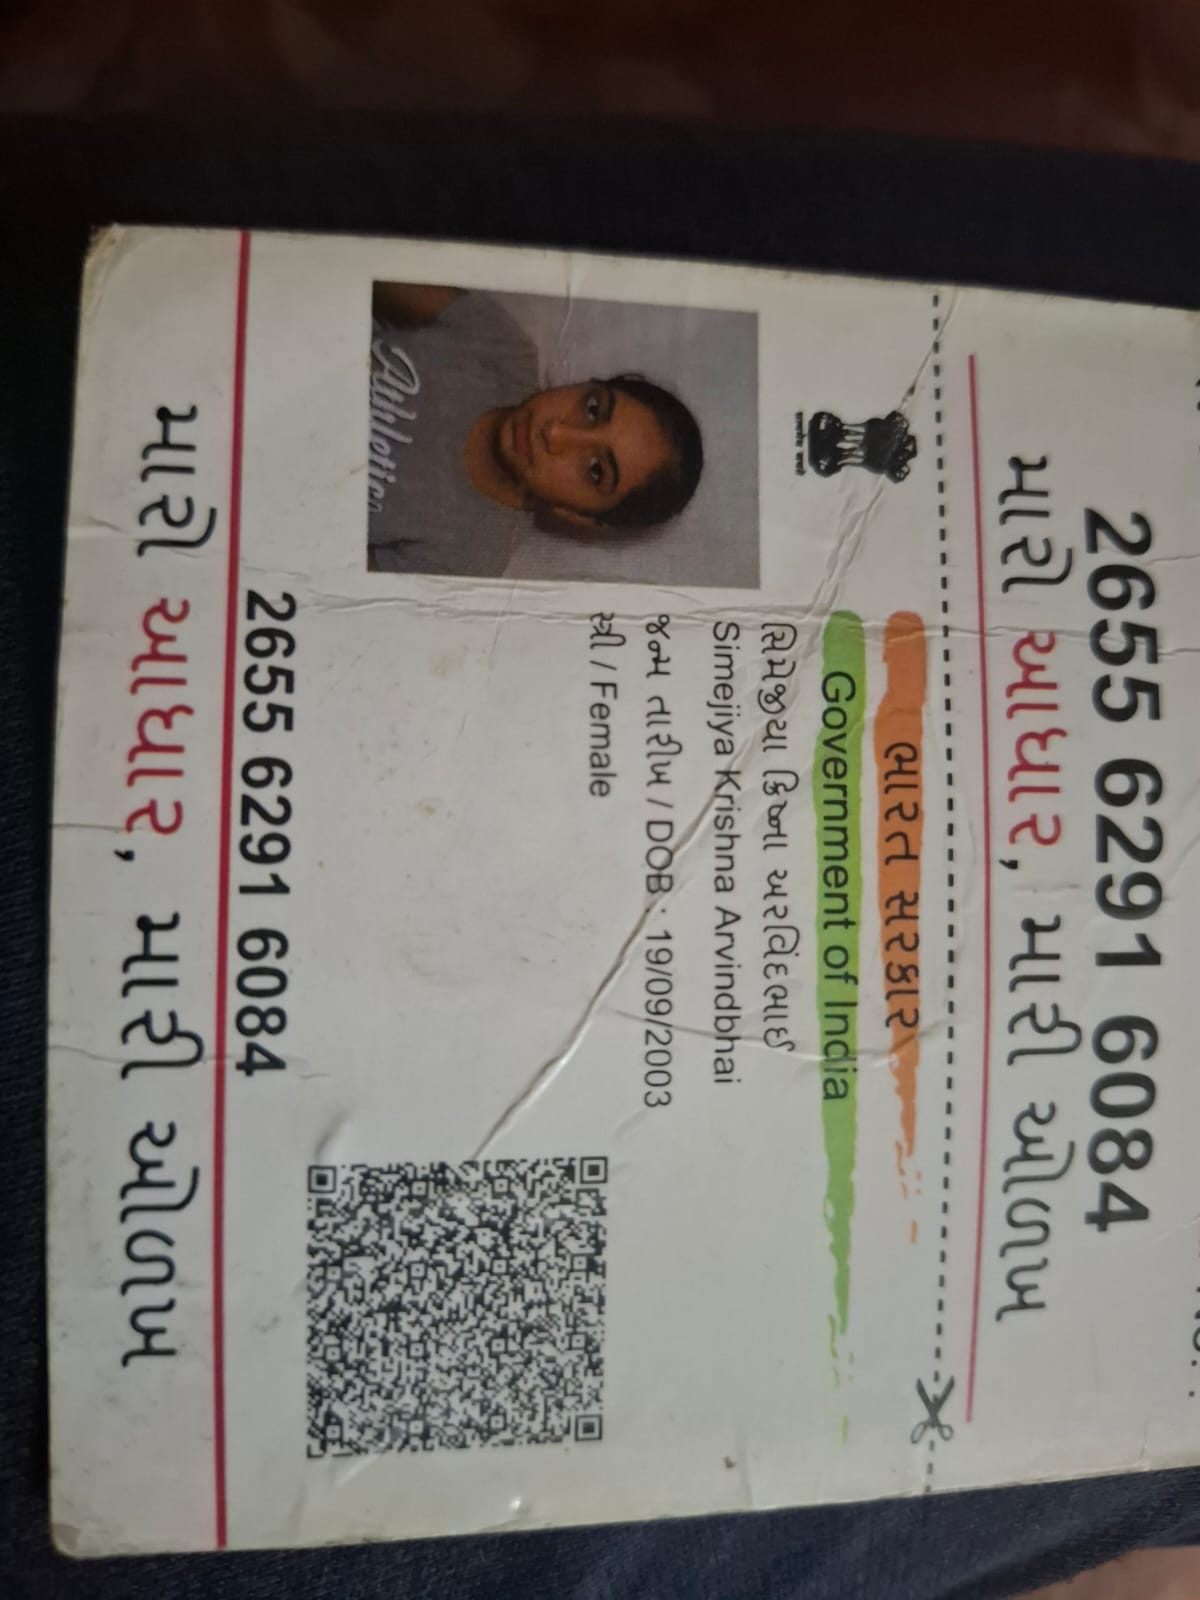 2655 6291 6084
મારો આધાર, મારી ઓળખ
ભારત સરકાર
Government of India
સિમેજીયા ક્રિષ્ના અરવિંદભાઈ
Simejiya Krishna Arvindbhai
જન્મ તારીખ / DOB : 19/09/2003
સ્ત્રી / Female
2655 6291 6084
મારો આધાર, મારી ઓળખ